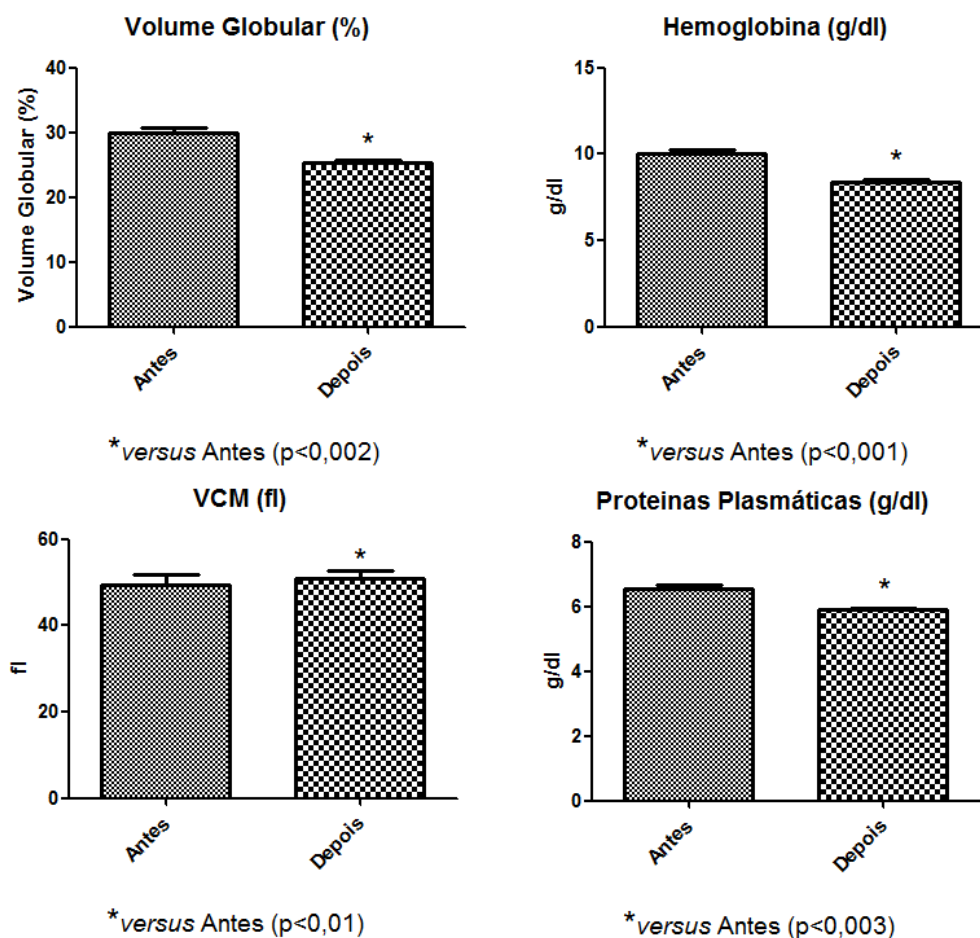 Volume Globular (%)
Volume Globular (%)
40
30
20
10
0
*
Antes
Depois
*versus Antes (p<0,002)
Hemoglobina (g/dl)
g/dl
15
10
5
0
*
Antes
Depois
*versus Antes (p<0,001)
VCM (fl)
fl
60
40
20
0
*
Antes
Depois
*versus Antes (p<0,01)
Proteinas Plasmáticas (g/dl)
g/dl
8
6
4
2
0
*
Antes
Depois
*versus Antes (p<0,003)